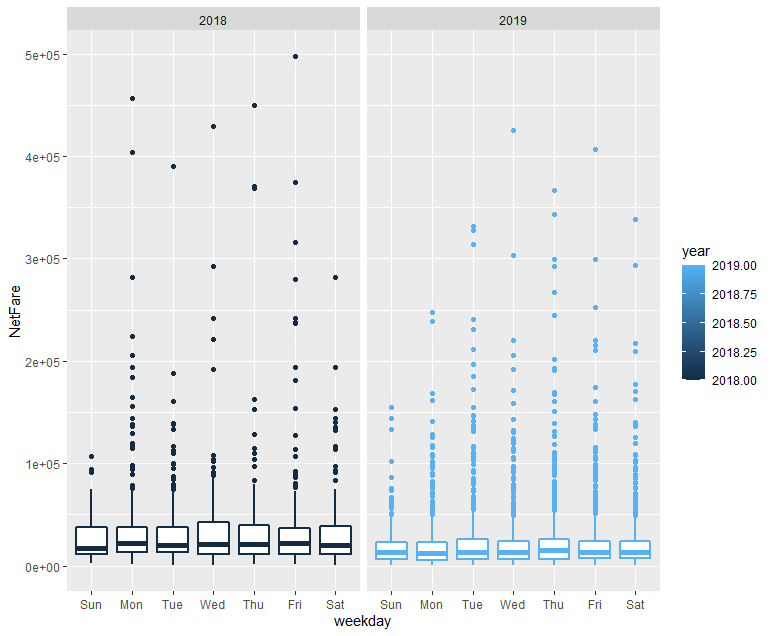 2018 2019
NetFare
5e+05
4e+05
3e+05
2e+05
1e+05
0e+00
Sun Mon Tue Wed Thu Fri Sat Sun Mon Tue Wed Thu Fri Sat
weekday
year
2019.00
2018.75
2018.50
2018.25
2018.00